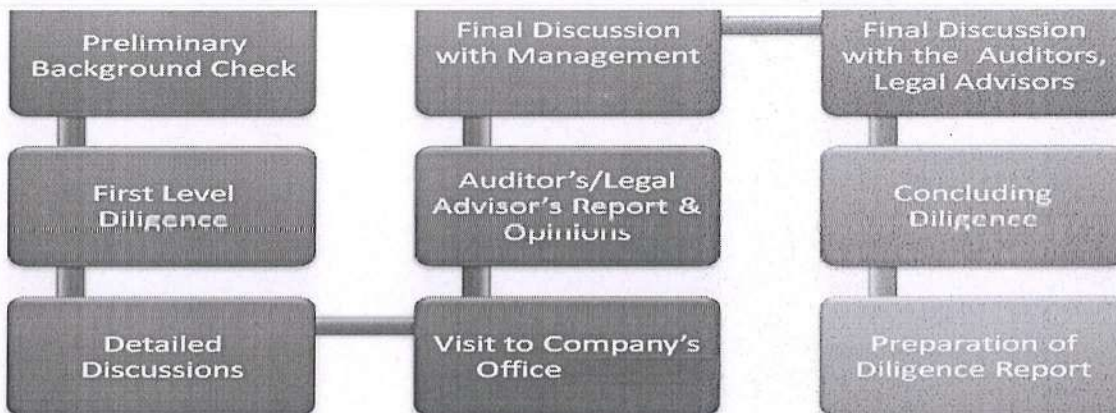 Preliminary
Background Check
First Level
Diligence
Detailed
Discussions
Visit to Company's
Office
Auditor's/Legal
Advisor's Report &
Opinions
Final Discussion
with Management
Final Discussion
with the Auditors,
Legal Advisors
Concluding
Diligence
Preparation of
Diligence Report